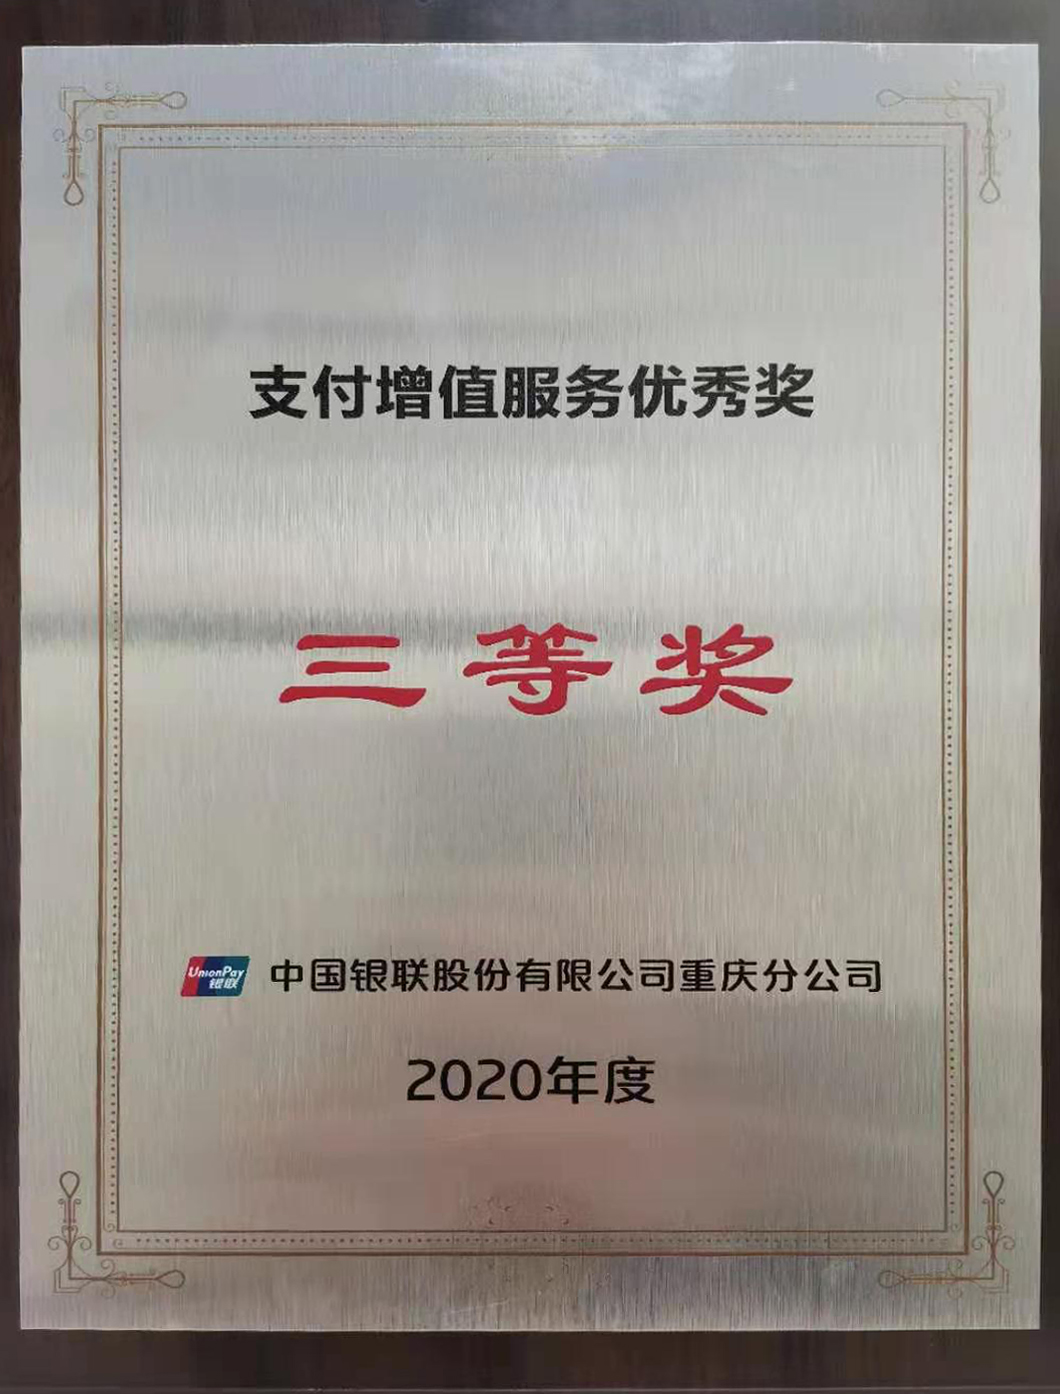 支付增值服务优秀奖
三等奖
UnionPay
银联
中国银联股份有限公司重庆分公司
2020年度